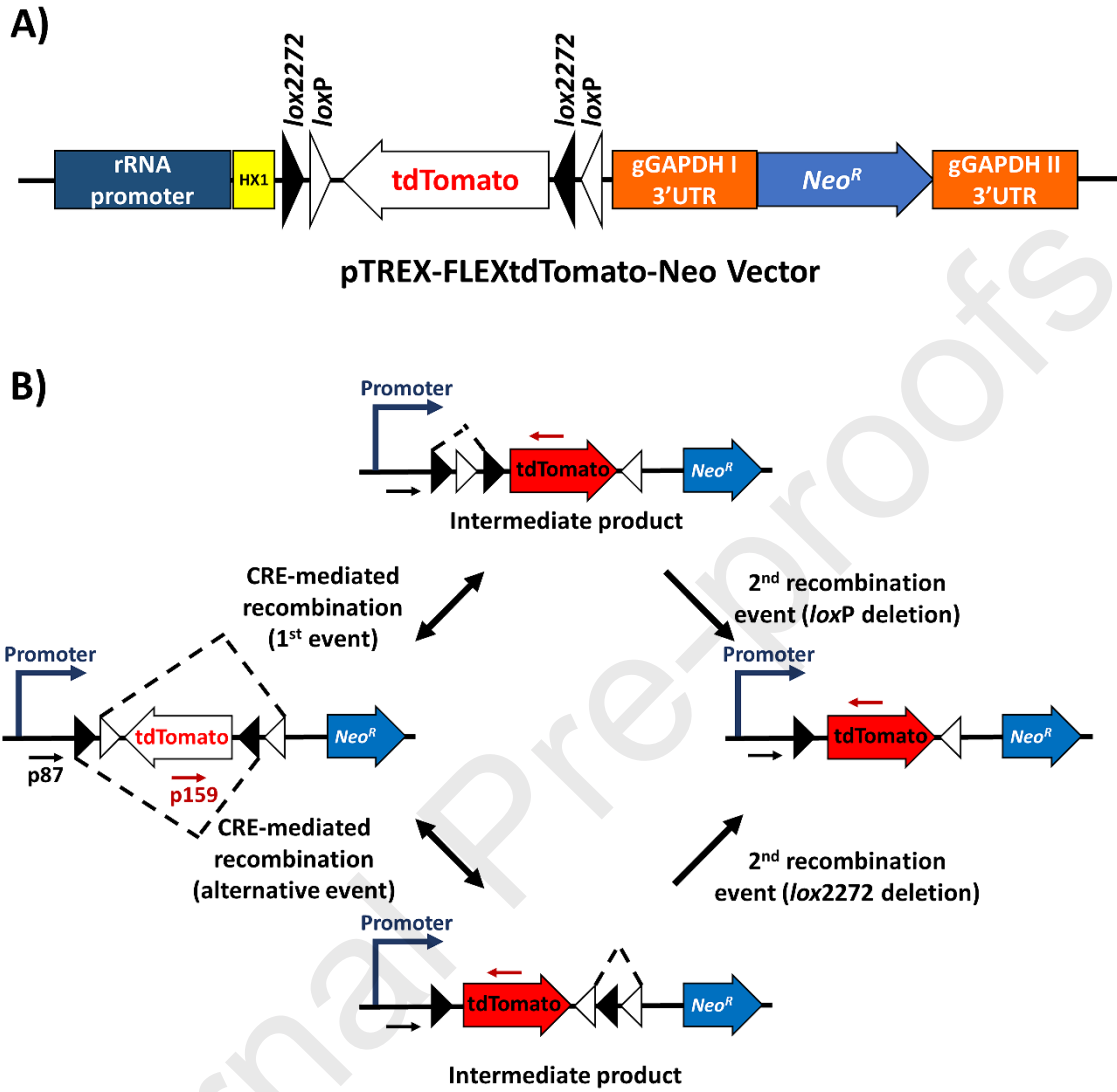 A)
lox2272
loxP
lox2272
loxP
rRNA
promoter
HX1
tdTomato
gGAPDH I
3'UTR
NeoR
gGAPDH II
3'UTR
pTREX-FLEXtdTomato-Neo Vector
B)
Promoter
tdTomato
NeoR
Intermediate product
CRE-mediated
recombination
(1st event)
2nd recombination
event (loxP deletion)
Promoter
tdTomato
NeoR
p87
p159
Promoter
tdTomato
NeoR
CRE-mediated
recombination
(alternative event)
2nd recombination
event (lox2272 deletion)
Promoter
tdTomato
NeoR
Intermediate product
rnal Pre-proofs